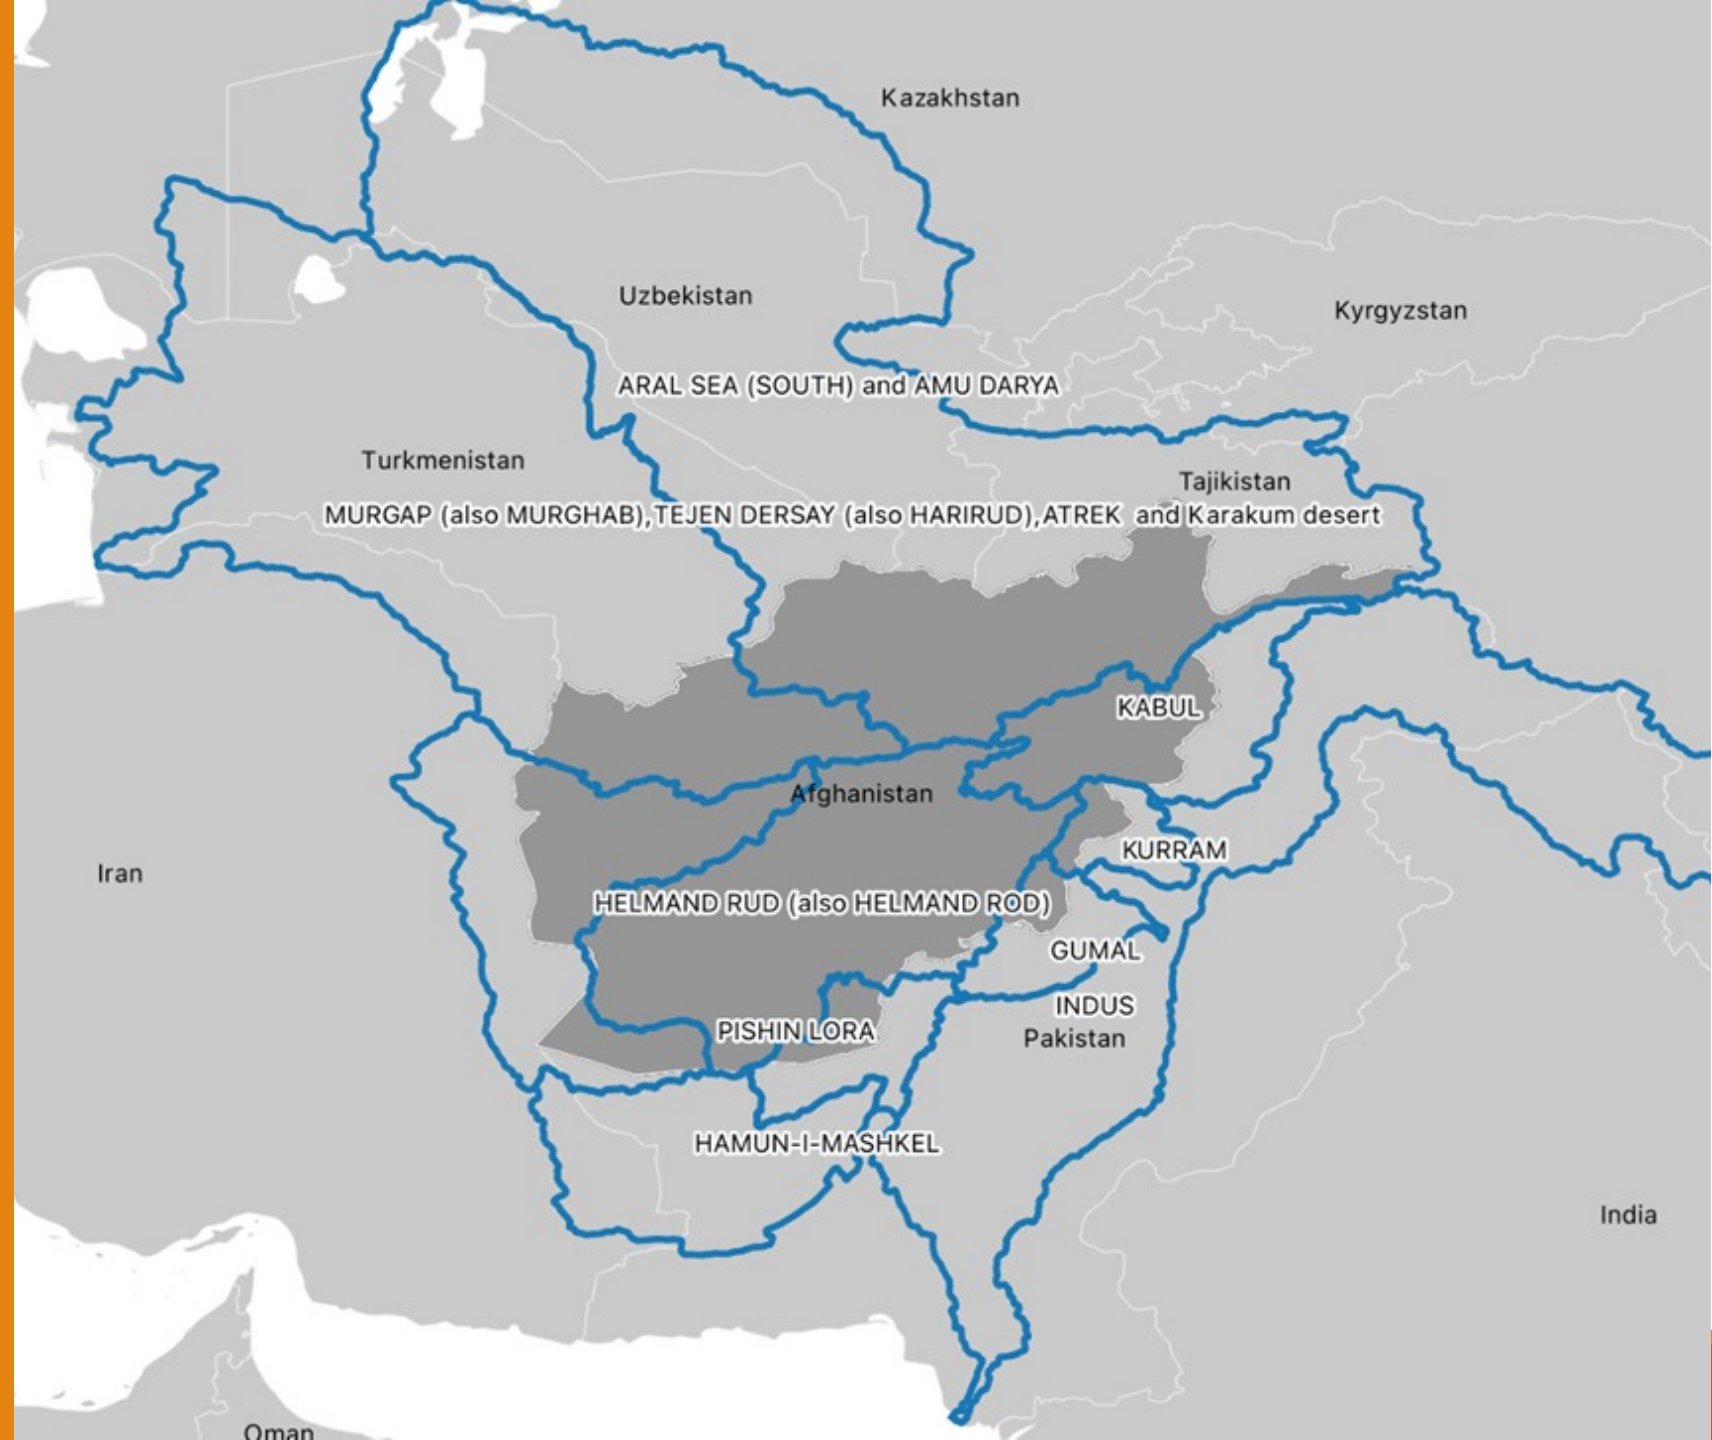 Kazakhstan
Uzbekistan
Kyrgyzstan
ARAL SEA (SOUTH) and AMU DARYA
Turkmenistan
Tajikistan
MURGAP (also MURGHAB),TEJEN DERSAY (also HARIRUD),ATREK and Karakum desert
KABUL
Afghanistan
KURRAM
Iran
HELMAND RUD (also HELMAND ROD)
GUMAL
INDUS
PISHIN LORA
Pakistan
HAMUN-I-MASHKEL
India
Oman